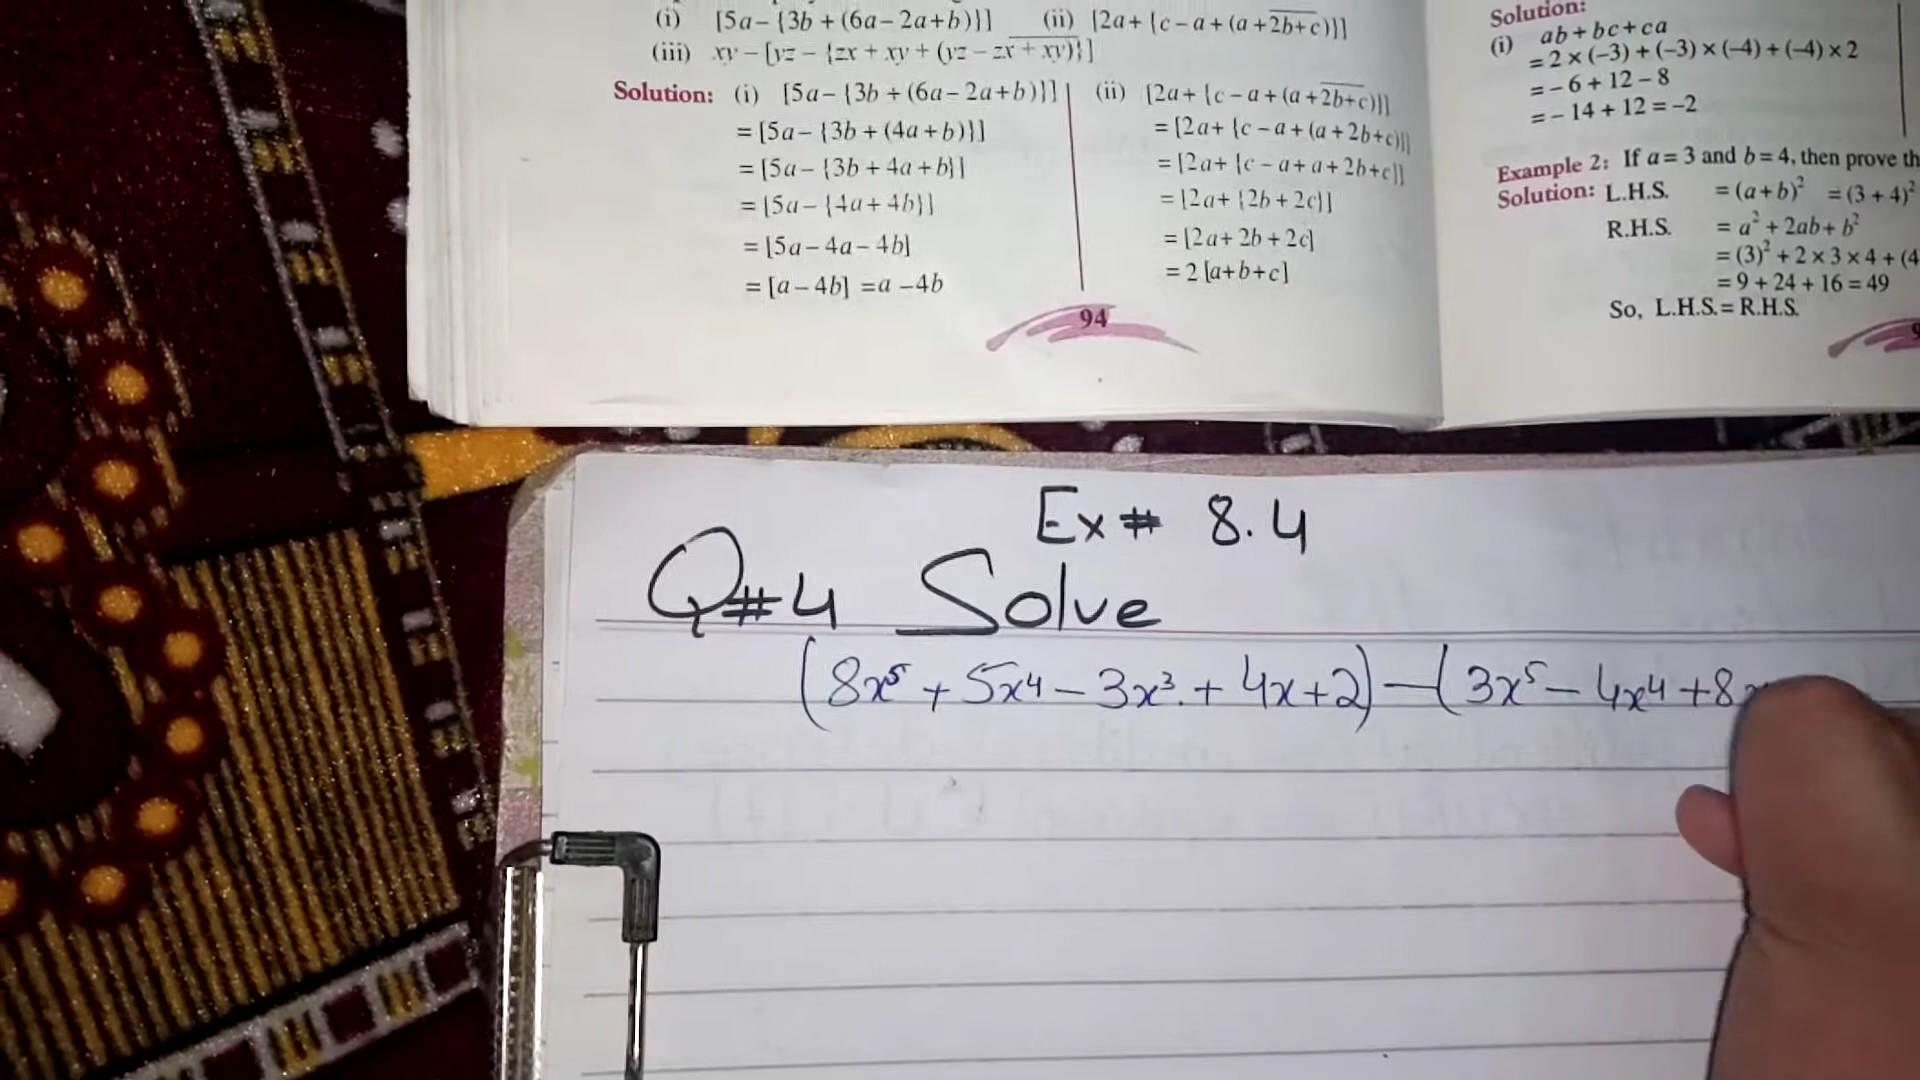 (i) [5a – {3b + (6a – 2a + b)}] (ii) [2a + {c – a + (a + 2b + c)}]
(iii) xy – [yz – {zx + xy + (yz – zx + xy)}]
Solution: (i) [5a – {3b + (6a – 2a + b)}]
= [5a – {3b + (4a + b)}]
= [5a – {3b + 4a + b}]
= [5a – {4a + 4b}]
= [5a – 4a – 4b]
= [a – 4b] = a – 4b
(ii) [2a + {c – a + (a + 2b + c)}]
= [2a + {c – a + (a + 2b + c)}]
= [2a + {c – a + a + 2b + c}]
= [2a + {2b + 2c}]
= [2a + 2b + 2c]
= 2 [a + b + c]
94
Solution:
(i) ab + bc + ca
= 2 × (–3) + (–3) × (–4) + (–4) × 2
= – 6 + 12 – 8
= – 14 + 12 = –2
Example 2: If a = 3 and b = 4, then prove
Solution: L.H.S. = (a + b)² = (3 + 4)²
R.H.S. = a² + 2ab + b²
= (3)² + 2 × 3 × 4 + (4
= 9 + 24 + 16 = 49
So, L.H.S. = R.H.S.
Ex# 8.4
Q#4 Solve
(8x⁵ + 5x⁴ – 3x³ + 4x + 2) – (3x⁵ – 4x⁴ + 8